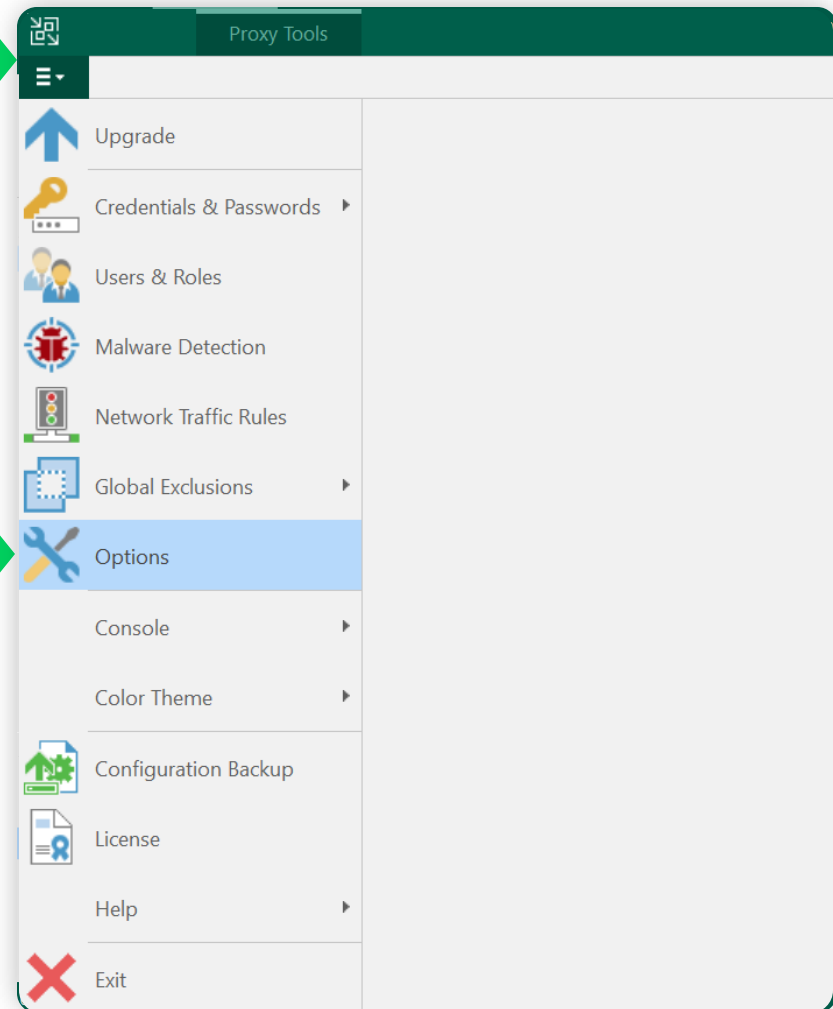 Proxy Tools
Upgrade
Credentials & Passwords
Users & Roles
Malware Detection
Network Traffic Rules
Global Exclusions
Options
Console
Color Theme
Configuration Backup
License
Help
Exit